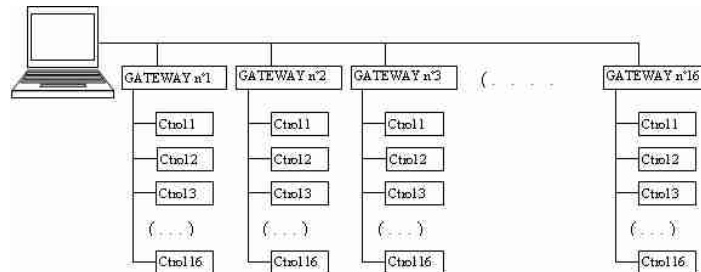 GATEWAY n°1 GATEWAY n°2 GATEWAY n°3 ( . . . . GATEWAY n°16
Ctrol1 Ctrol1 Ctrol1 Ctrol1
Ctrol2 Ctrol2 Ctrol2 Ctrol2
Ctrol3 Ctrol3 Ctrol3 Ctrol3
(...) (...) (...) (...)
Ctrol16 Ctrol16 Ctrol16 Ctrol16